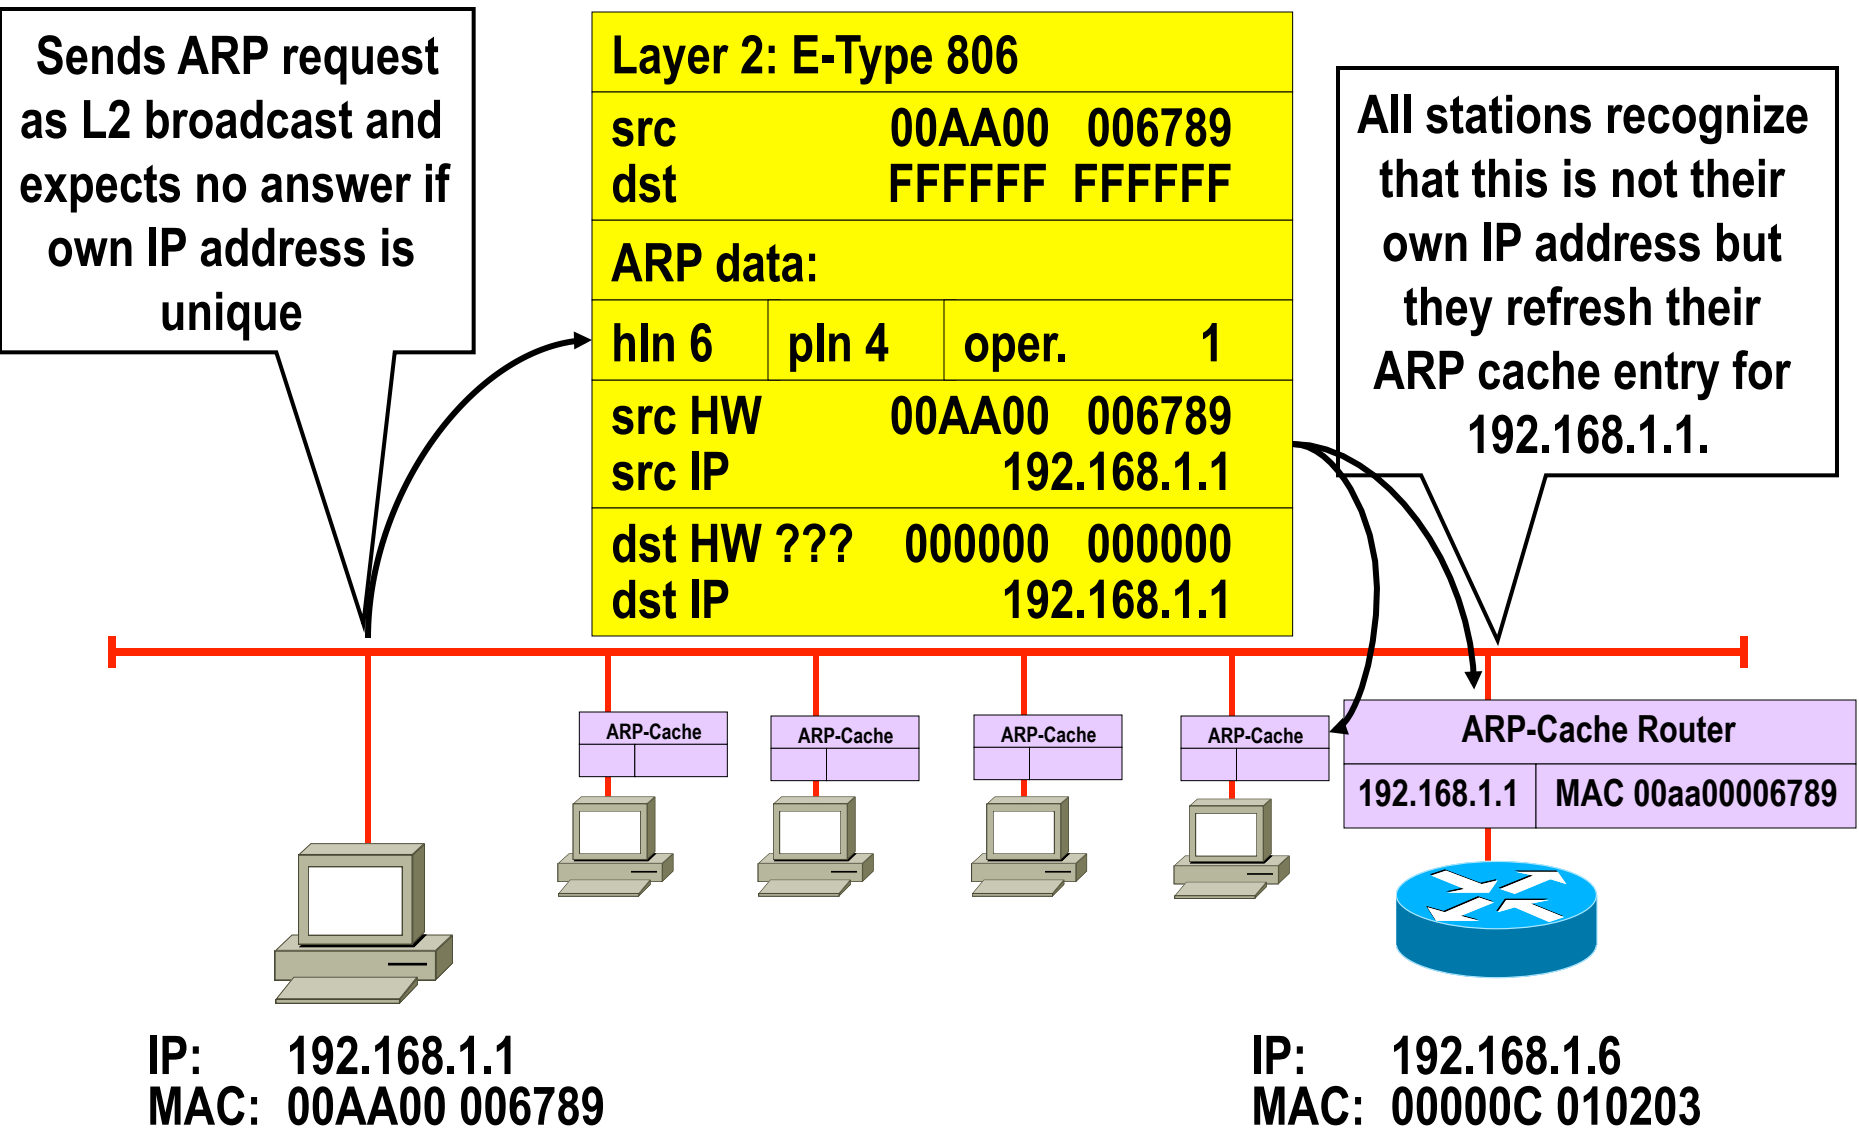 Sends ARP request
as L2 broadcast and
expects no answer if
own IP address is
unique
Layer 2: E-Type 806
src 00AA00 006789
dst FFFFFF FFFFFF
ARP data:
hln 6 pln 4 oper. 1
src HW 00AA00 006789
src IP 192.168.1.1
dst HW ??? 000000 000000
dst IP 192.168.1.1
All stations recognize
that this is not their
own IP address but
they refresh their
ARP cache entry for
192.168.1.1.
ARP-Cache
ARP-Cache
ARP-Cache
ARP-Cache
ARP-Cache Router
192.168.1.1 MAC 00aa00006789
IP: 192.168.1.1
MAC: 00AA00 006789
IP: 192.168.1.6
MAC: 00000C 010203